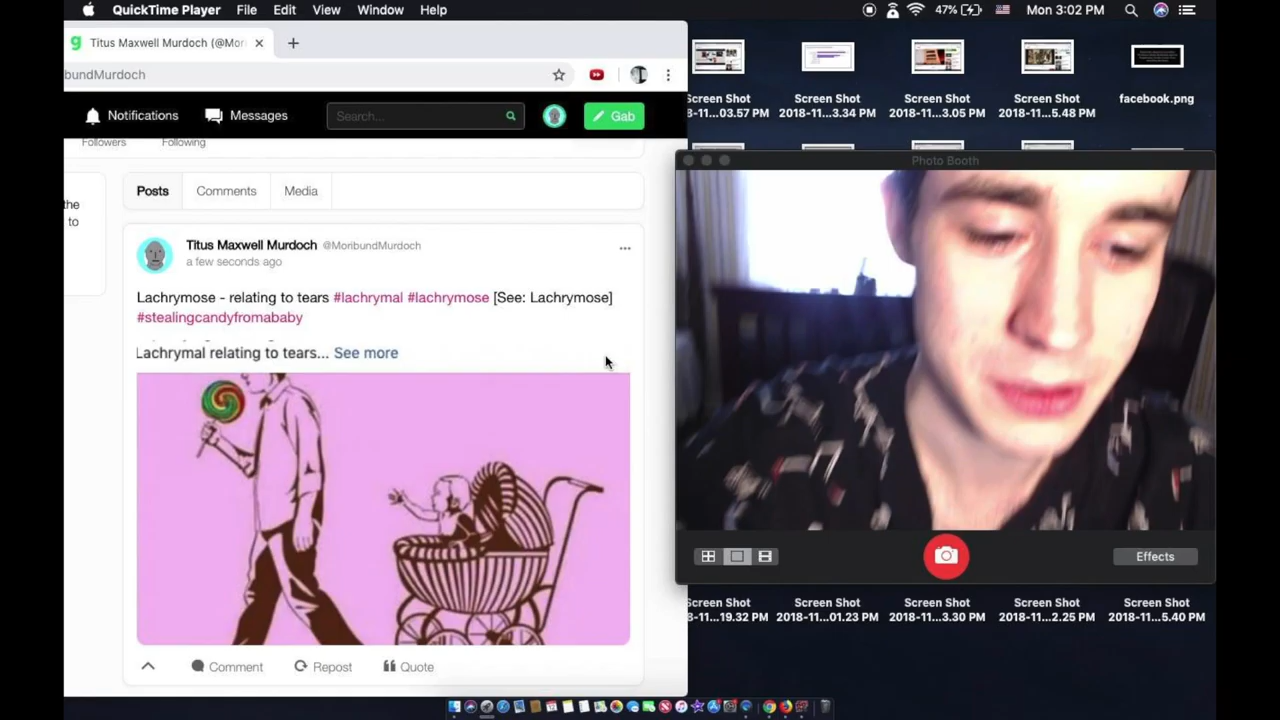 QuickTime Player File Edit View Window Help 47% Mon 3:02 PM
Titus Maxwell Murdoch (@Mori
bundMurdoch
Notifications Messages Search... Gab
Followers Following
the
to
Posts Comments Media
Titus Maxwell Murdoch @MoribundMurdoch
a few seconds ago
Lachrymose - relating to tears #lachrymal #lachrymose [See: Lachrymose]
#stealingcandyfromababy
Lachrymal relating to tears... See more
Comment Repost Quote
Screen Shot
8-11...03.57 PM
Screen Shot
2018-11...3.34 PM
Screen Shot
2018-11...3.05 PM
Screen Shot
2018-11...5.48 PM
facebook.png
Photo Booth
Effects
Screen Shot
8-11...19.32 PM
Screen Shot
2018-11...01.23 PM
Screen Shot
2018-11...3.30 PM
Screen Shot
2018-11...2.25 PM
Screen Shot
2018-11...5.40 PM